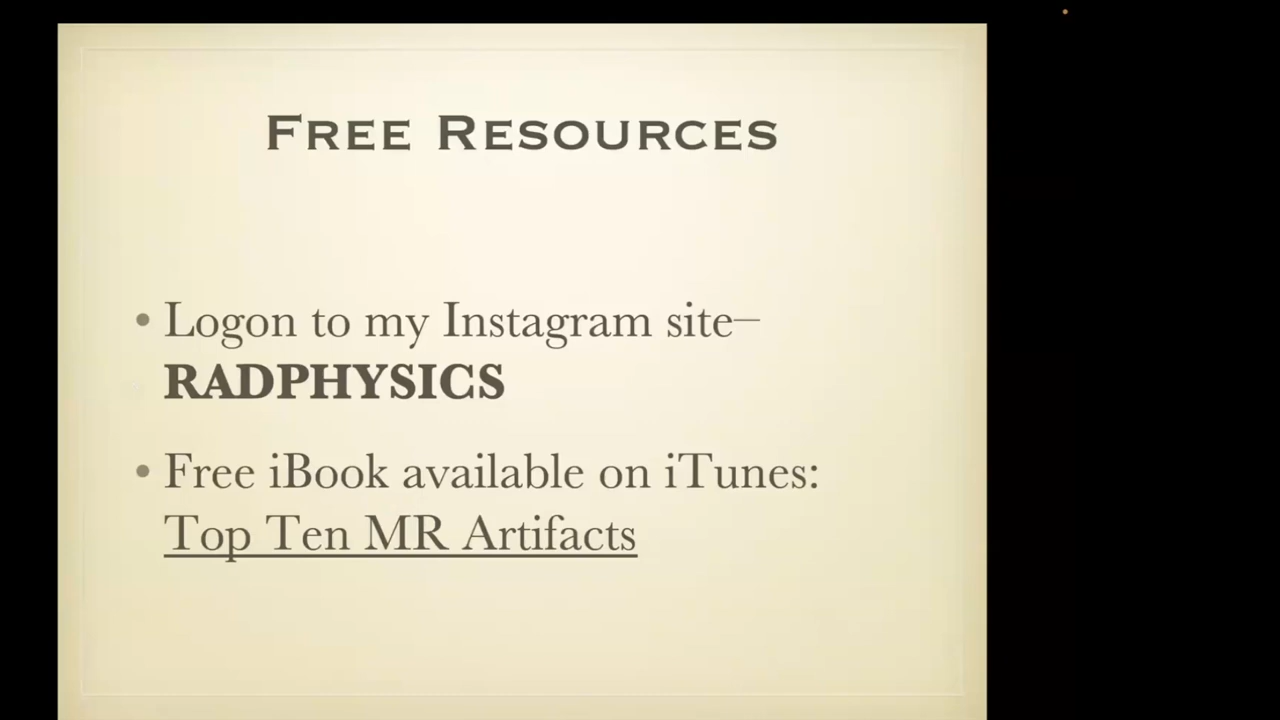 Free Resources
• Logon to my Instagram site–
RADPHYSICS
• Free iBook available on iTunes:
Top Ten MR Artifacts